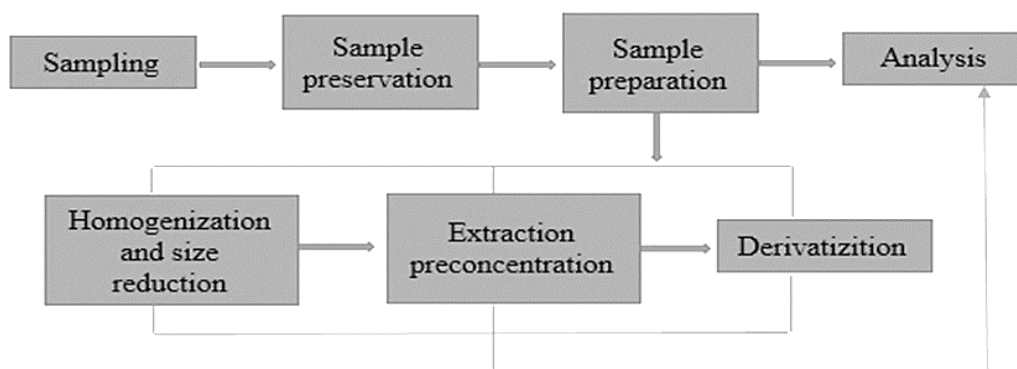 Sampling
Sample
preservation
Sample
preparation
Analysis
Homogenization
and size
reduction
Extraction
preconcentration
Derivatizition